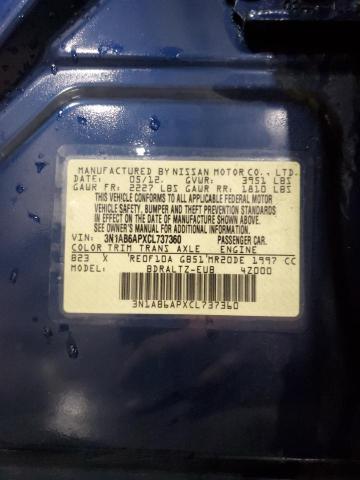 MANUFACTURED BY NISSAN MOTOR CO., LTD.
DATE: 05/12 GVWR: 3951 LBS
GAWR FR: 2227 LBS GAWR RR: 1810 LBS
THIS VEHICLE CONFORMS TO ALL APPLICABLE FEDERAL MOTOR
VEHICLE SAFETY, BUMPER AND THEFT PREVENTION STANDARDS
IN EFFECT ON THE DATE OF MANUFACTURE SHOWN ABOVE.
SEE OWNER'S MANUAL FOR ADDITIONAL INFORMATION.
VIN: 3N1AB6APXCL737360 PASSENGER CAR.
COLOR TRIM TRANS AXLE ENGINE
B23 X RE0F10A GB51 MR20DE 1997 CC
MODEL: BDRALTZ-EUB 4Z000
3N1AB6APXCL737360